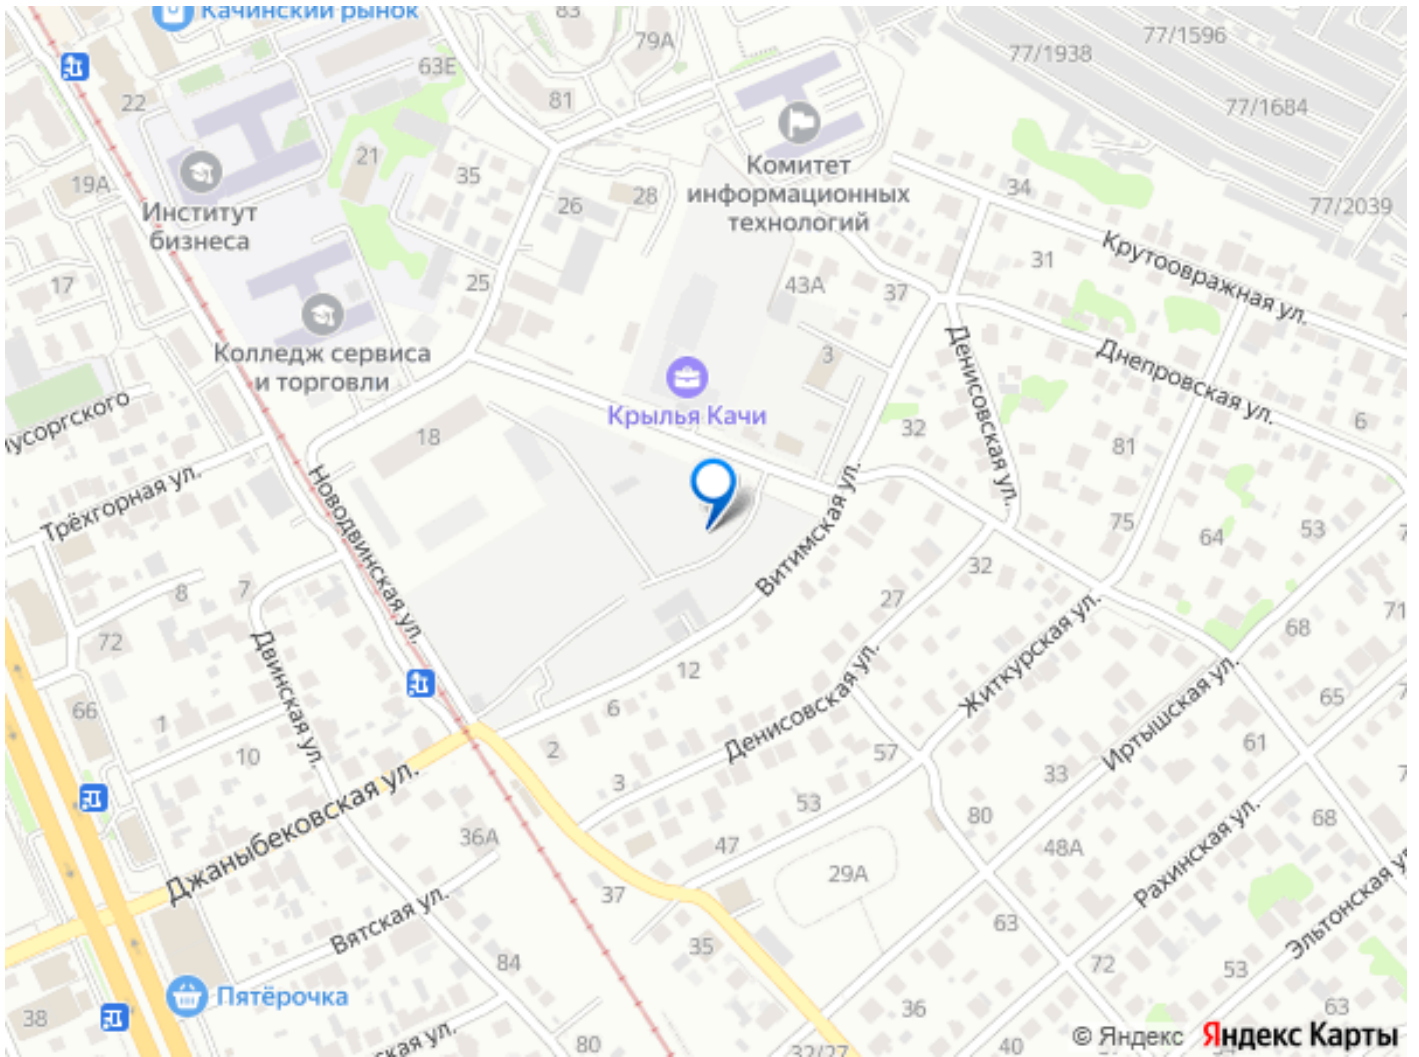 Качинский рынок
83
79А
77/1596
77/1938
63Е
81
22
77/1684
21
35
Комитет
информационных
технологий
19А
28
34
26
77/2039
Институт
бизнеса
Крутоовражная ул.
31
17
25
43А
37
Колледж сервиса
и торговли
3
Денисовская ул.
Днепровская ул.
Крылья Качи
6
18
32
81
Трёхгорная ул.
Новодвинская ул.
Витимская ул.
75
64
53
8
7
32
27
72
Двинская ул.
71
68
Житкурская ул.
12
66
6
1
Денисовская ул.
Иртышская ул.
65
10
2
57
61
3
33
53
Джаныбековская ул.
80
68
36А
47
48А
29А
Рахинская ул.
37
Вятская ул.
63
35
Эльтонская ул.
84
72
53
Пятёрочка
38
36
63
80
32/27
40
© Яндекс Яндекс Карты